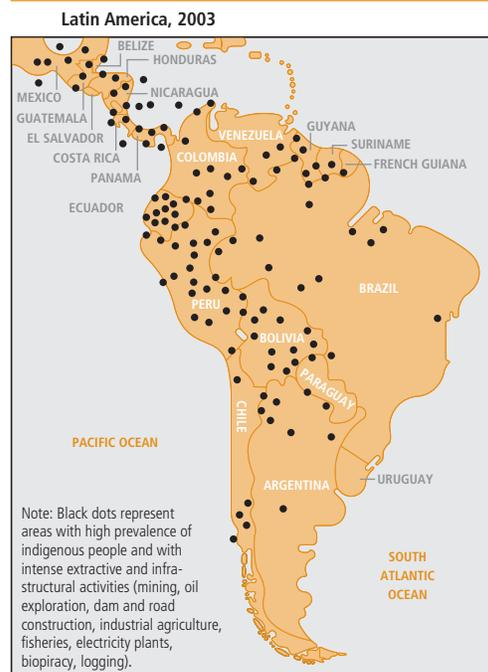 Latin America, 2003
BELIZE
HONDURAS
NICARAGUA
MEXICO
GUATEMALA
EL SALVADOR
COSTA RICA
PANAMA
VENEZUELA
GUYANA
SURINAME
FRENCH GUIANA
COLOMBIA
ECUADOR
BRAZIL
PERU
BOLIVIA
PARAGUAY
CHILE
PACIFIC OCEAN
ARGENTINA
URUGUAY
Note: Black dots represent
areas with high prevalence of
indigenous people and with
intense extractive and infra-
structural activities (mining, oil
exploration, dam and road
construction, industrial agriculture,
fisheries, electricity plants,
biopiracy, logging).
SOUTH
ATLANTIC
OCEAN